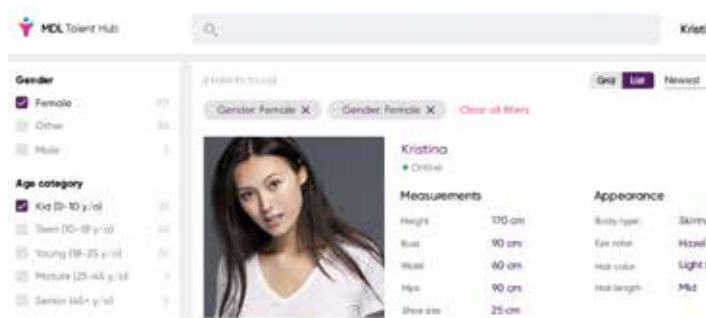 MDL Talent Hub
Kristi
Gender
Female
Other
Male
Age category
Kid (0-10 y/o)
Teen (10-18 y/o)
Young (18-25 y/o)
Mature (25-45 y/o)
Senior (45+ y/o)
Grid List Newest
Gender: Female X Gender: Female X Clear all filters
Kristina
Online
Measurements
Height 170 cm
Bust 90 cm
Waist 60 cm
Hips 90 cm
Shoe size 25 cm
Appearance
Body type: Skinny
Eye color Hazel
Hair color Light
Hair length Mid